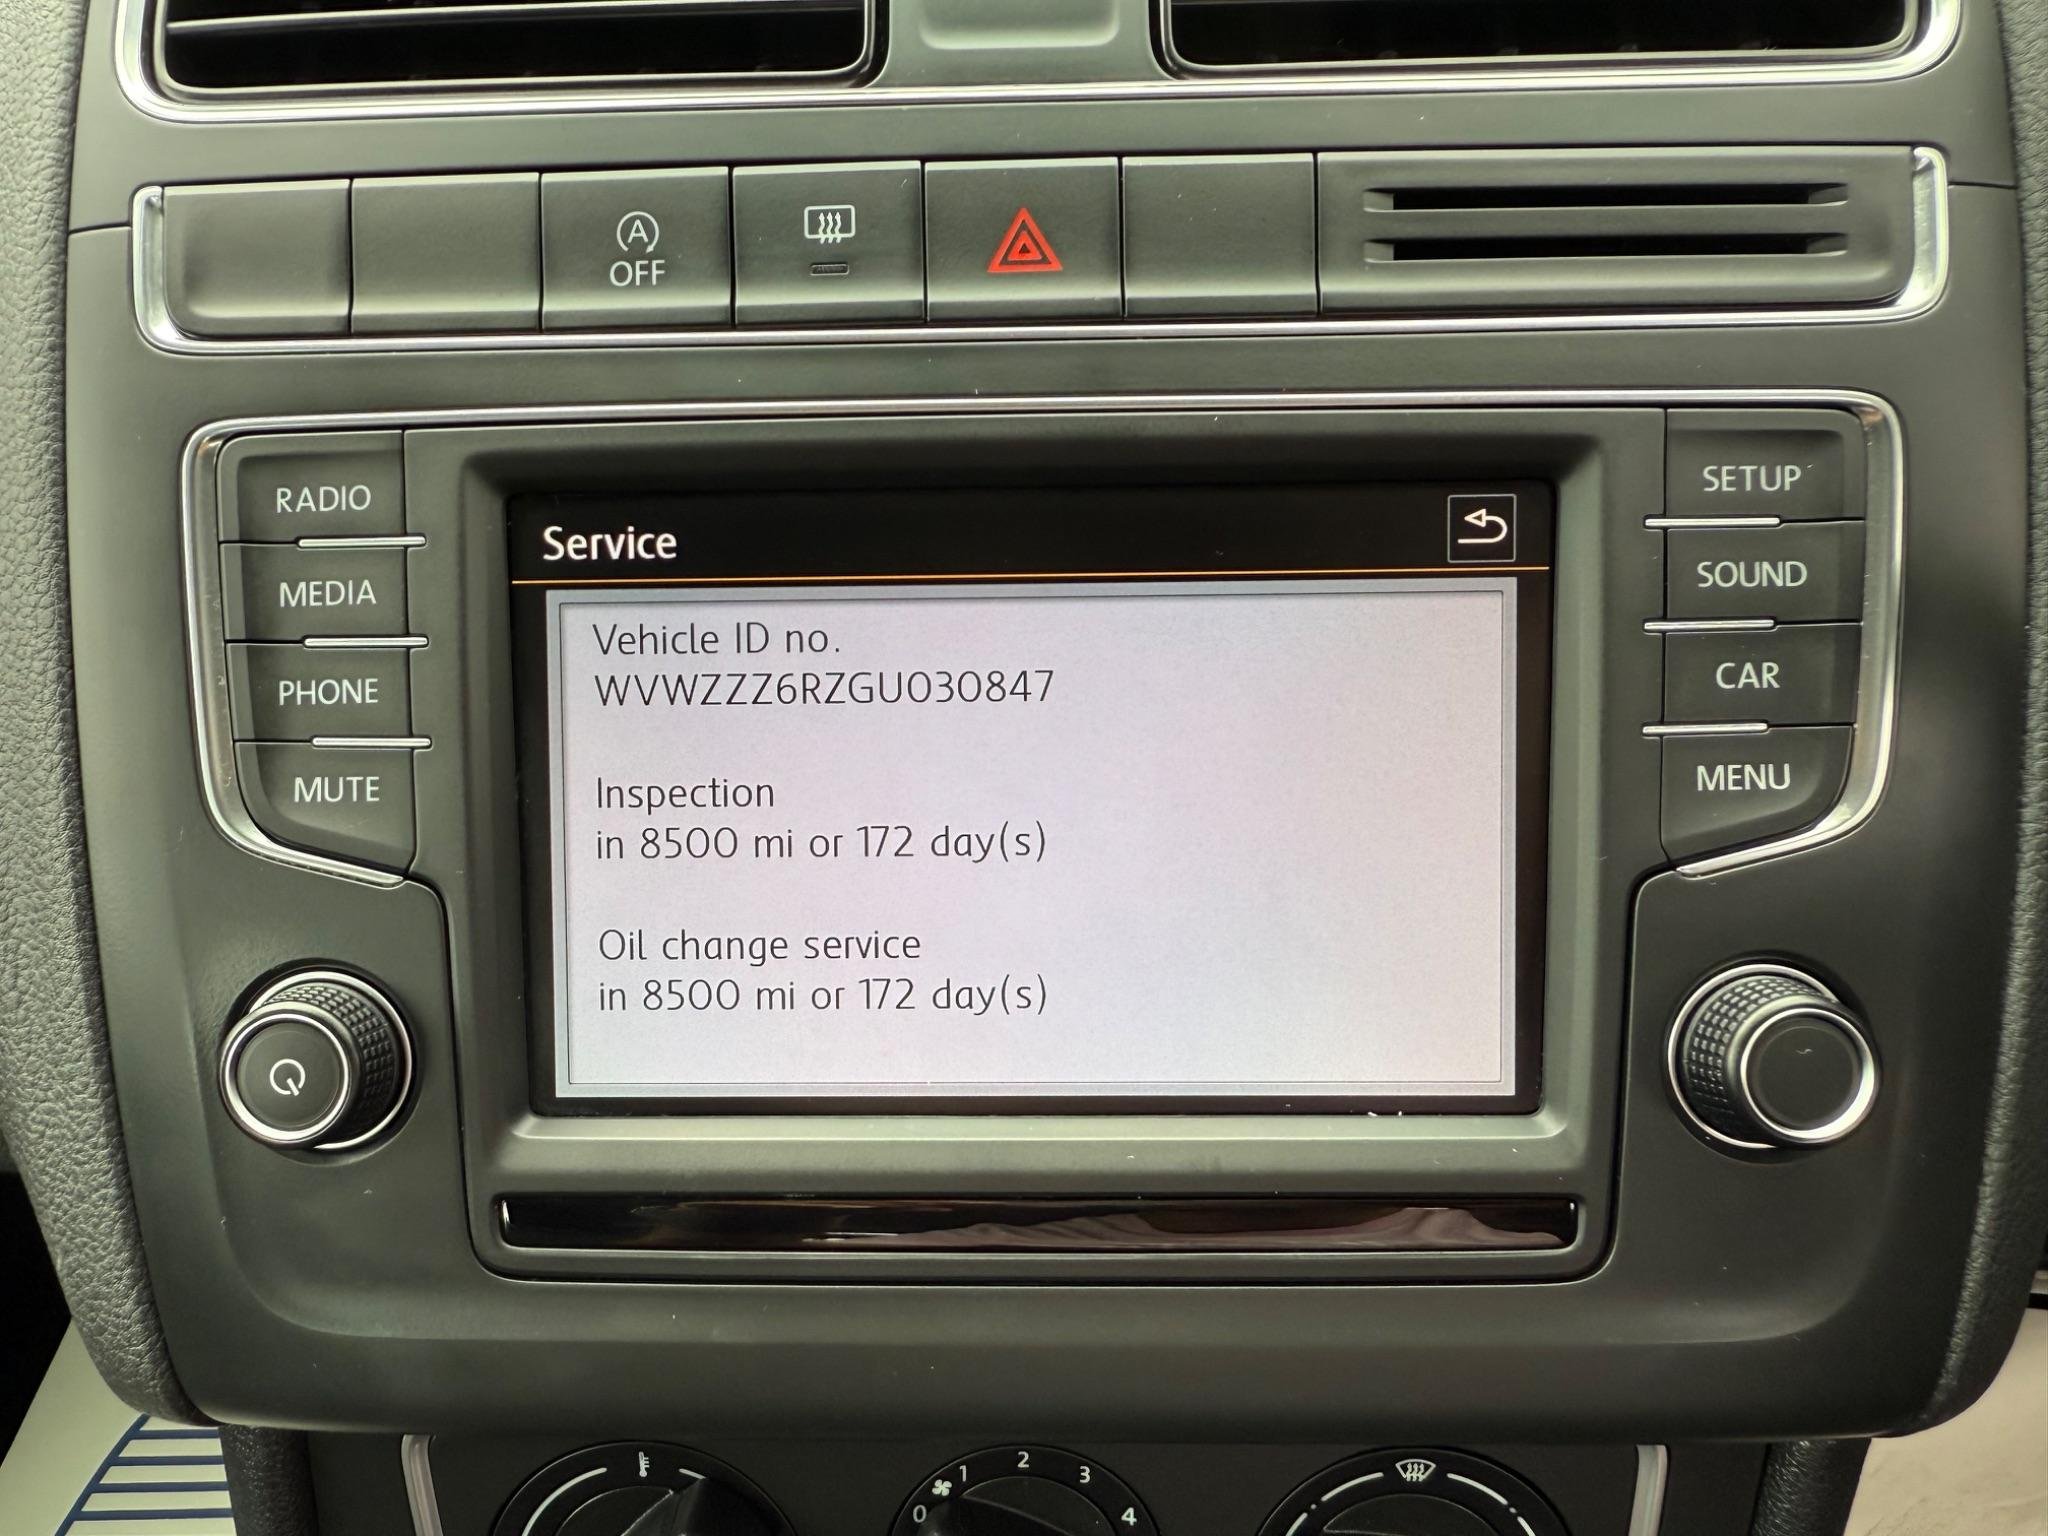 A
OFF
RADIO
MEDIA
PHONE
MUTE
Service
Vehicle ID no.
WVWZZZ6RZGU030847
Inspection
in 8500 mi or 172 day(s)
Oil change service
in 8500 mi or 172 day(s)
SETUP
SOUND
CAR
MENU
0 1 2 3 4